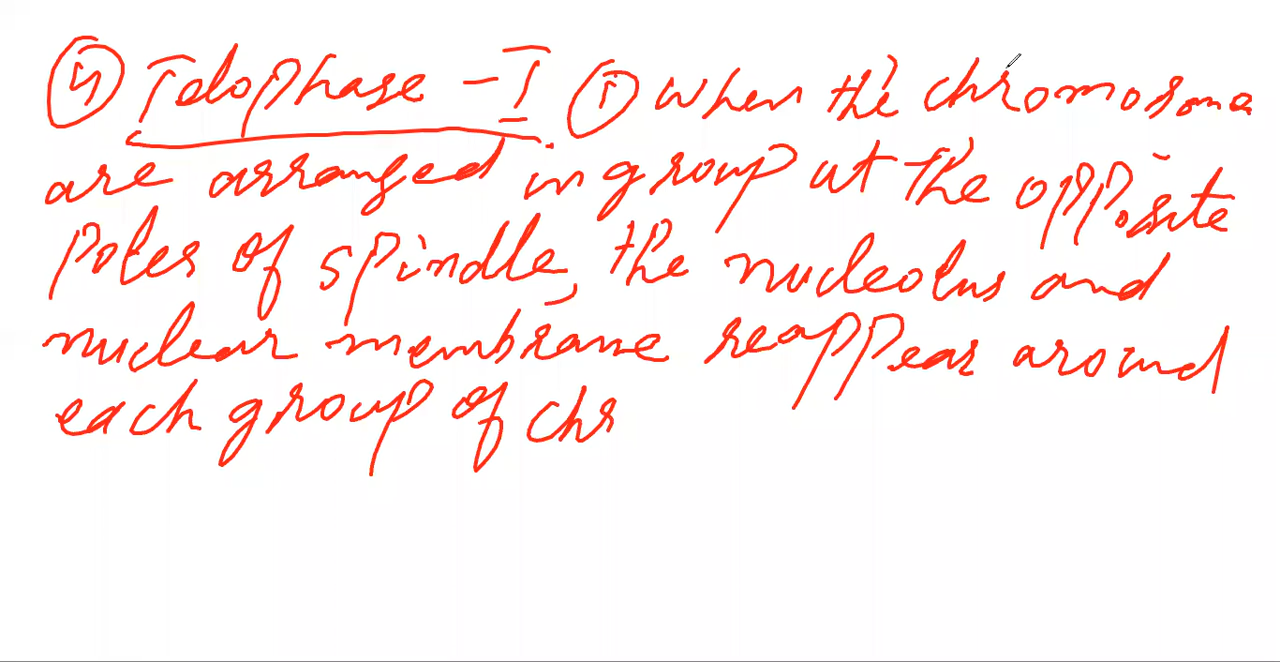 ④ Telophase - I ① when the chromosoma
are arranged in group at the opposite
poles of spindle, the nucleolus and
nuclear membrane reappear around
each group of chr